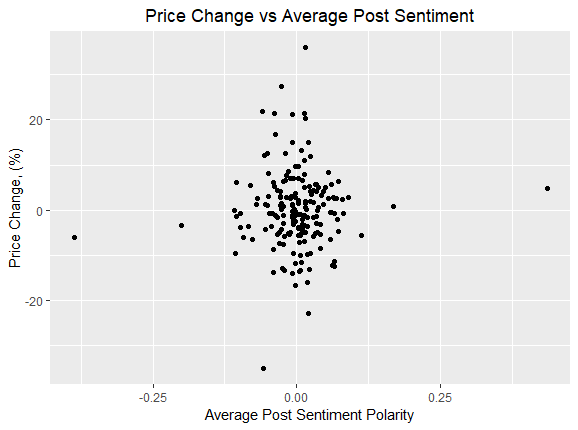 Price Change vs Average Post Sentiment
Price Change, (%)
20
0
-20
-0.25
0.00
0.25
Average Post Sentiment Polarity